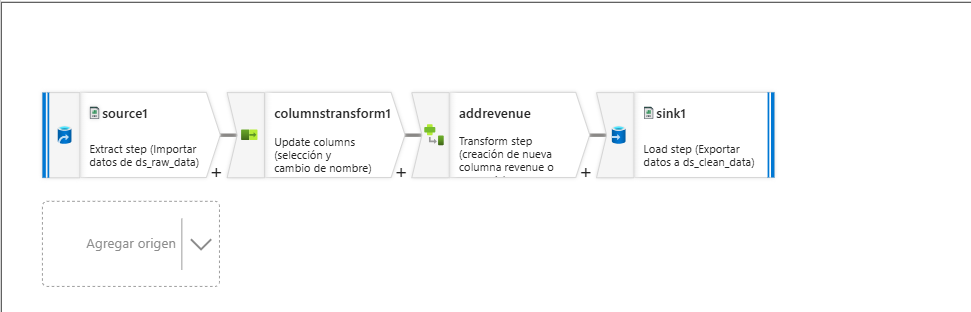 source1
Extract step (Importar
datos de ds_raw_data)
+
columnstransform1
Update columns
(selección y
cambio de nombre)
+
addrevenue
Transform step
(creación de nueva
columna revenue o
+
sink1
Load step (Exportar
datos a ds_clean_data)
Agregar origen